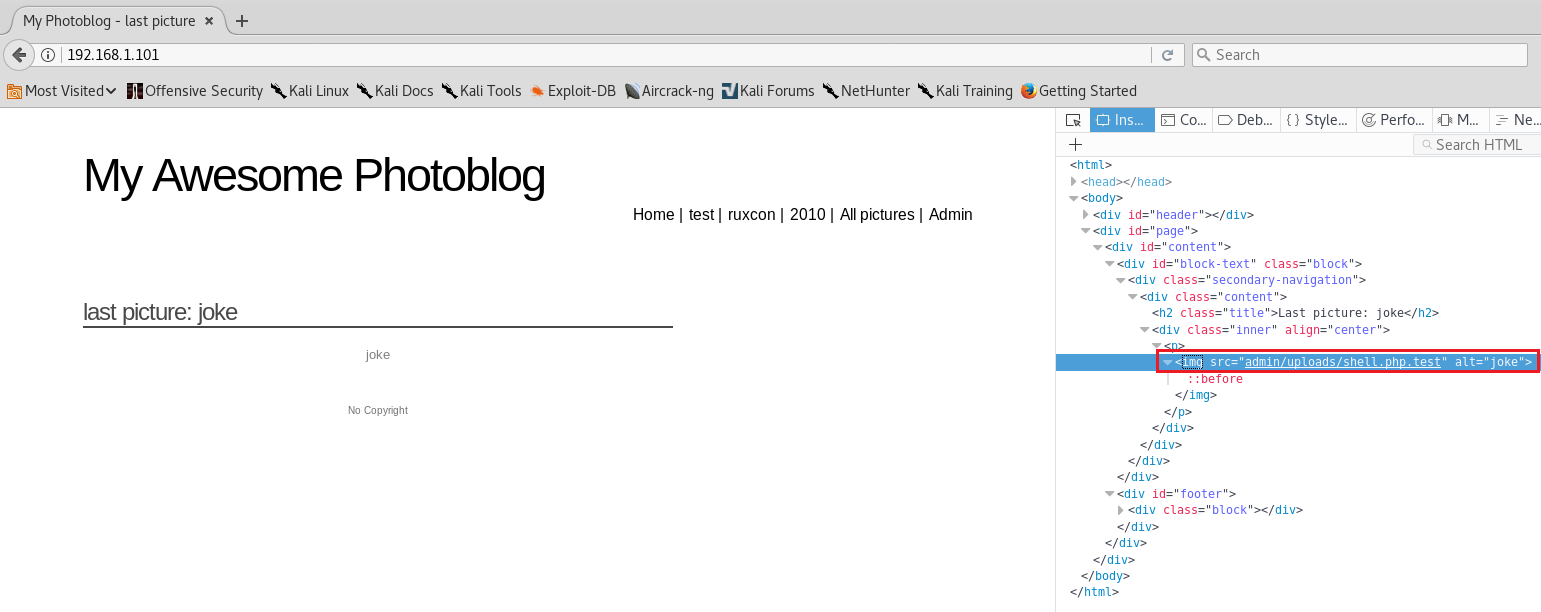 My Photoblog - last picture × +
192.168.1.101 Search
Most Visited Offensive Security Kali Linux Kali Docs Kali Tools Exploit-DB Aircrack-ng Kali Forums NetHunter Kali Training Getting Started
Ins... Co... Deb... { } Style... Perfo... M... Ne...
+ Search HTML
My Awesome Photoblog
Home | test | ruxcon | 2010 | All pictures | Admin
last picture: joke
joke
No Copyright
<html>
<head></head>
<body>
<div id="header"></div>
<div id="page">
<div id="content">
<div id="block-text" class="block">
<div class="secondary-navigation">
<div class="content">
<h2 class="title">Last picture: joke</h2>
<div class="inner" align="center">
<p>
<img src="admin/uploads/shell.php.test" alt="joke">
::before
</img>
</p>
</div>
</div>
</div>
</div>
<div id="footer">
<div class="block"></div>
</div>
</div>
</div>
</body>
</html>